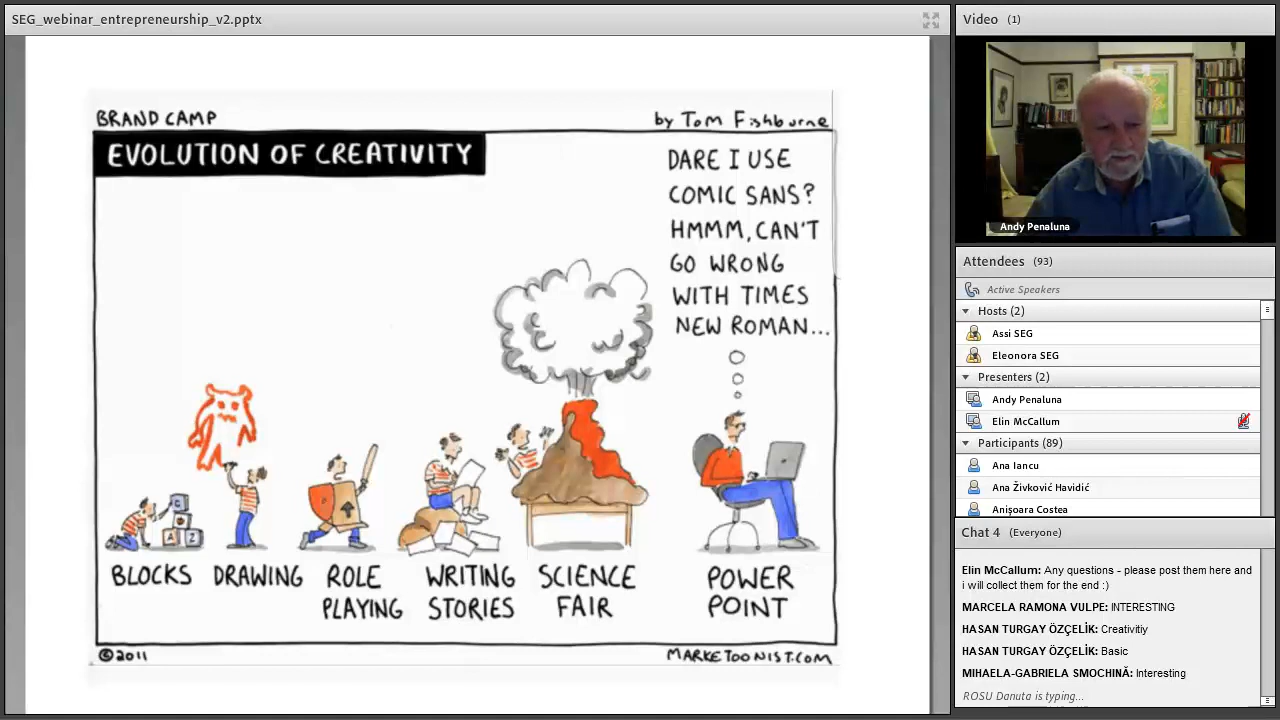 SEG_webinar_entrepreneurship_v2.pptx
BRAND CAMP
by Tom Fishburne
EVOLUTION OF CREATIVITY
DARE I USE
COMIC SANS?
HMMM, CAN'T
GO WRONG
WITH TIMES
NEW ROMAN...
C
A
Z
BLOCKS
DRAWING
ROLE
PLAYING
WRITING
STORIES
SCIENCE
FAIR
POWER
POINT
©2011
MARKETOONIST.COM
Video (1)
Andy Penaluna
Attendees (93)
Active Speakers
Hosts (2)
Assi SEG
Eleonora SEG
Presenters (2)
Andy Penaluna
Elin McCallum
Participants (89)
Ana Iancu
Ana Živković Havidić
Anişoara Costea
Chat 4 (Everyone)
Elin McCallum: Any questions - please post them here and
i will collect them for the end :)
MARCELA RAMONA VULPE: INTERESTING
HASAN TURGAY ÖZÇELİK: Creativitiy
HASAN TURGAY ÖZÇELİK: Basic
MIHAELA-GABRIELA SMOCHINĂ: Interesting
ROSU Danuta is typing...